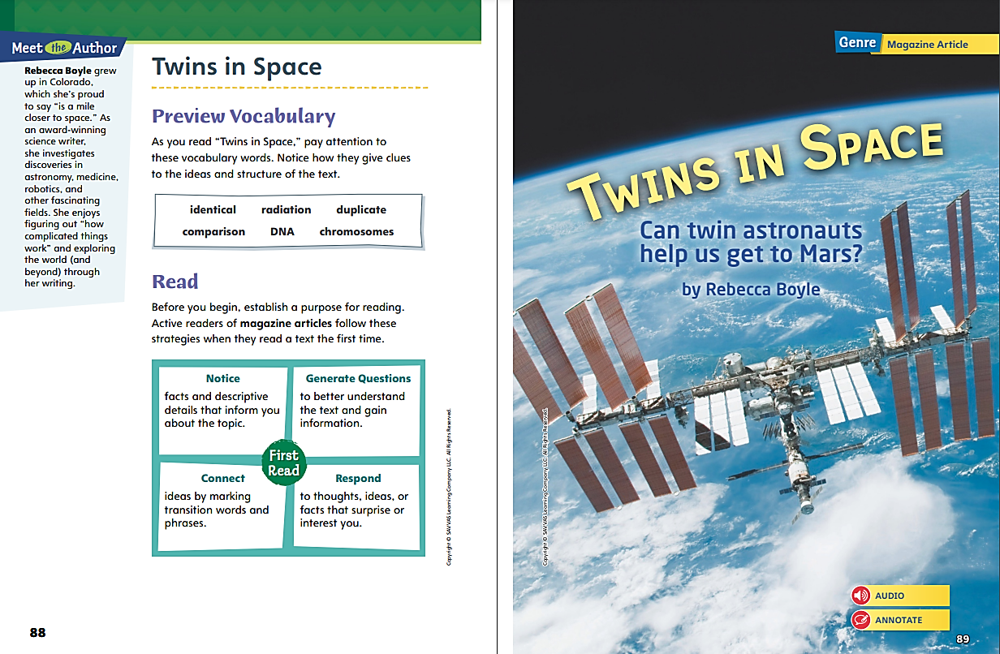 Meet the Author
Rebecca Boyle grew
up in Colorado,
which she's proud
to say “is a mile
closer to space.” As
an award-winning
science writer,
she investigates
discoveries in
astronomy, medicine,
robotics, and
other fascinating
fields. She enjoys
figuring out “how
complicated things
work” and exploring
the world (and
beyond) through
her writing.
Twins in Space
Preview Vocabulary
As you read “Twins in Space,” pay attention to
these vocabulary words. Notice how they give clues
to the ideas and structure of the text.
identical radiation duplicate
comparison DNA chromosomes
Read
Before you begin, establish a purpose for reading.
Active readers of magazine articles follow these
strategies when they read a text the first time.
Notice
facts and descriptive
details that inform you
about the topic.
Generate Questions
to better understand
the text and gain
information.
First
Read
Connect
ideas by marking
transition words and
phrases.
Respond
to thoughts, ideas, or
facts that surprise or
interest you.
Copyright © SAVVAS Learning Company LLC. All Rights Reserved.
88
Genre Magazine Article
TWINS IN SPACE
Can twin astronauts
help us get to Mars?
by Rebecca Boyle
Copyright © SAVVAS Learning Company LLC. All Rights Reserved.
AUDIO
ANNOTATE
89